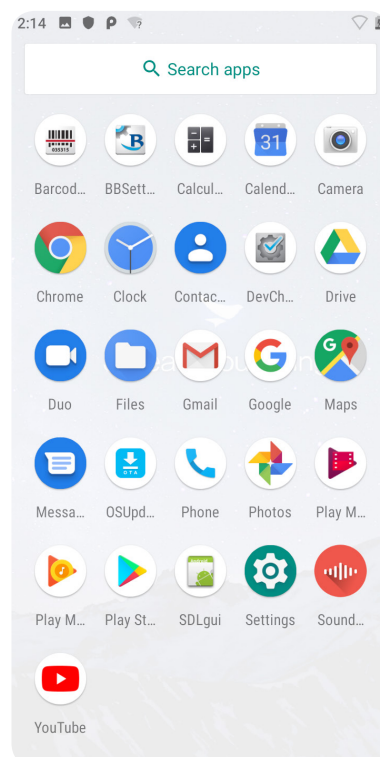 2:14
Search apps
Barcod... BBSett... Calcul... Calend... Camera
Chrome Clock Contac... DevCh... Drive
Duo Files Gmail Google Maps
Messa... OSUpd... Phone Photos Play M...
Play M... Play St... SDLgui Settings Sound...
YouTube